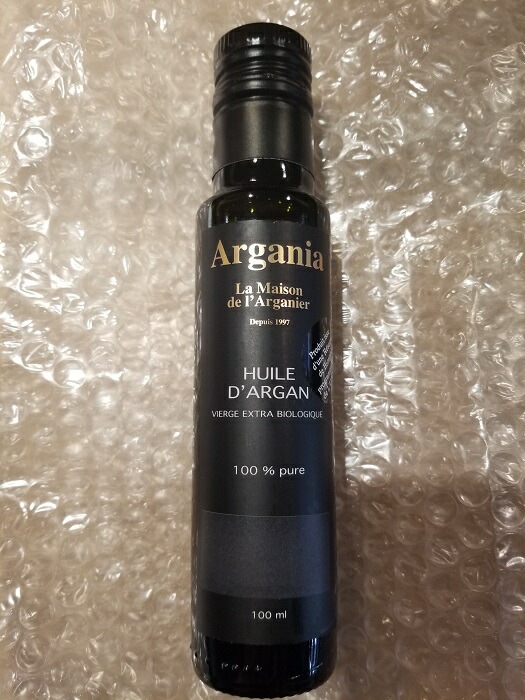 Argania
La Maison
de l'Arganier
Depuis 1997
HUILE
D'ARGAN
VIERGE EXTRA BIOLOGIQUE
100 % pure
100 ml